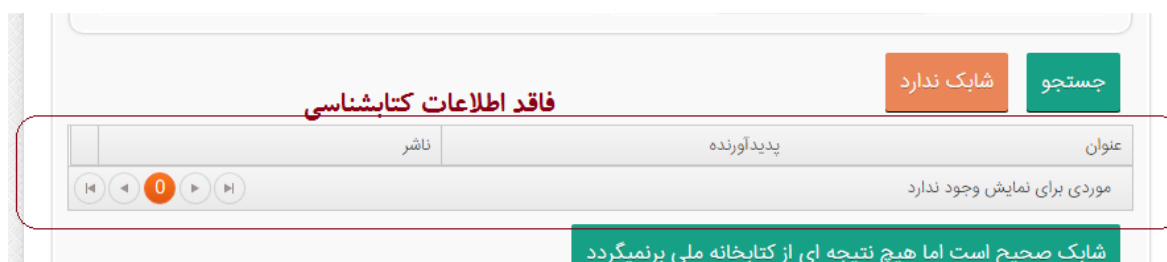 جستجو شابک ندارد
فاقد اطلاعات کتابشناسی
عنوان پدیدآورنده ناشر
موردی برای نمایش وجود ندارد 0
شابک صحیح است اما هیچ نتیجه ای از کتابخانه ملی برنمیگردد